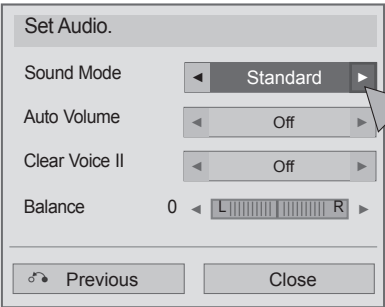 Set Audio.
Sound Mode ◄ Standard ►
Auto Volume ◄ Off ►
Clear Voice II ◄ Off ►
Balance 0 ◄ L R ►
Previous Close